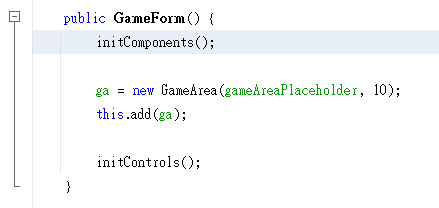 public GameForm() {
initComponents();
ga = new GameArea(gameAreaPlaceholder, 10);
this.add(ga);
initControls();
}